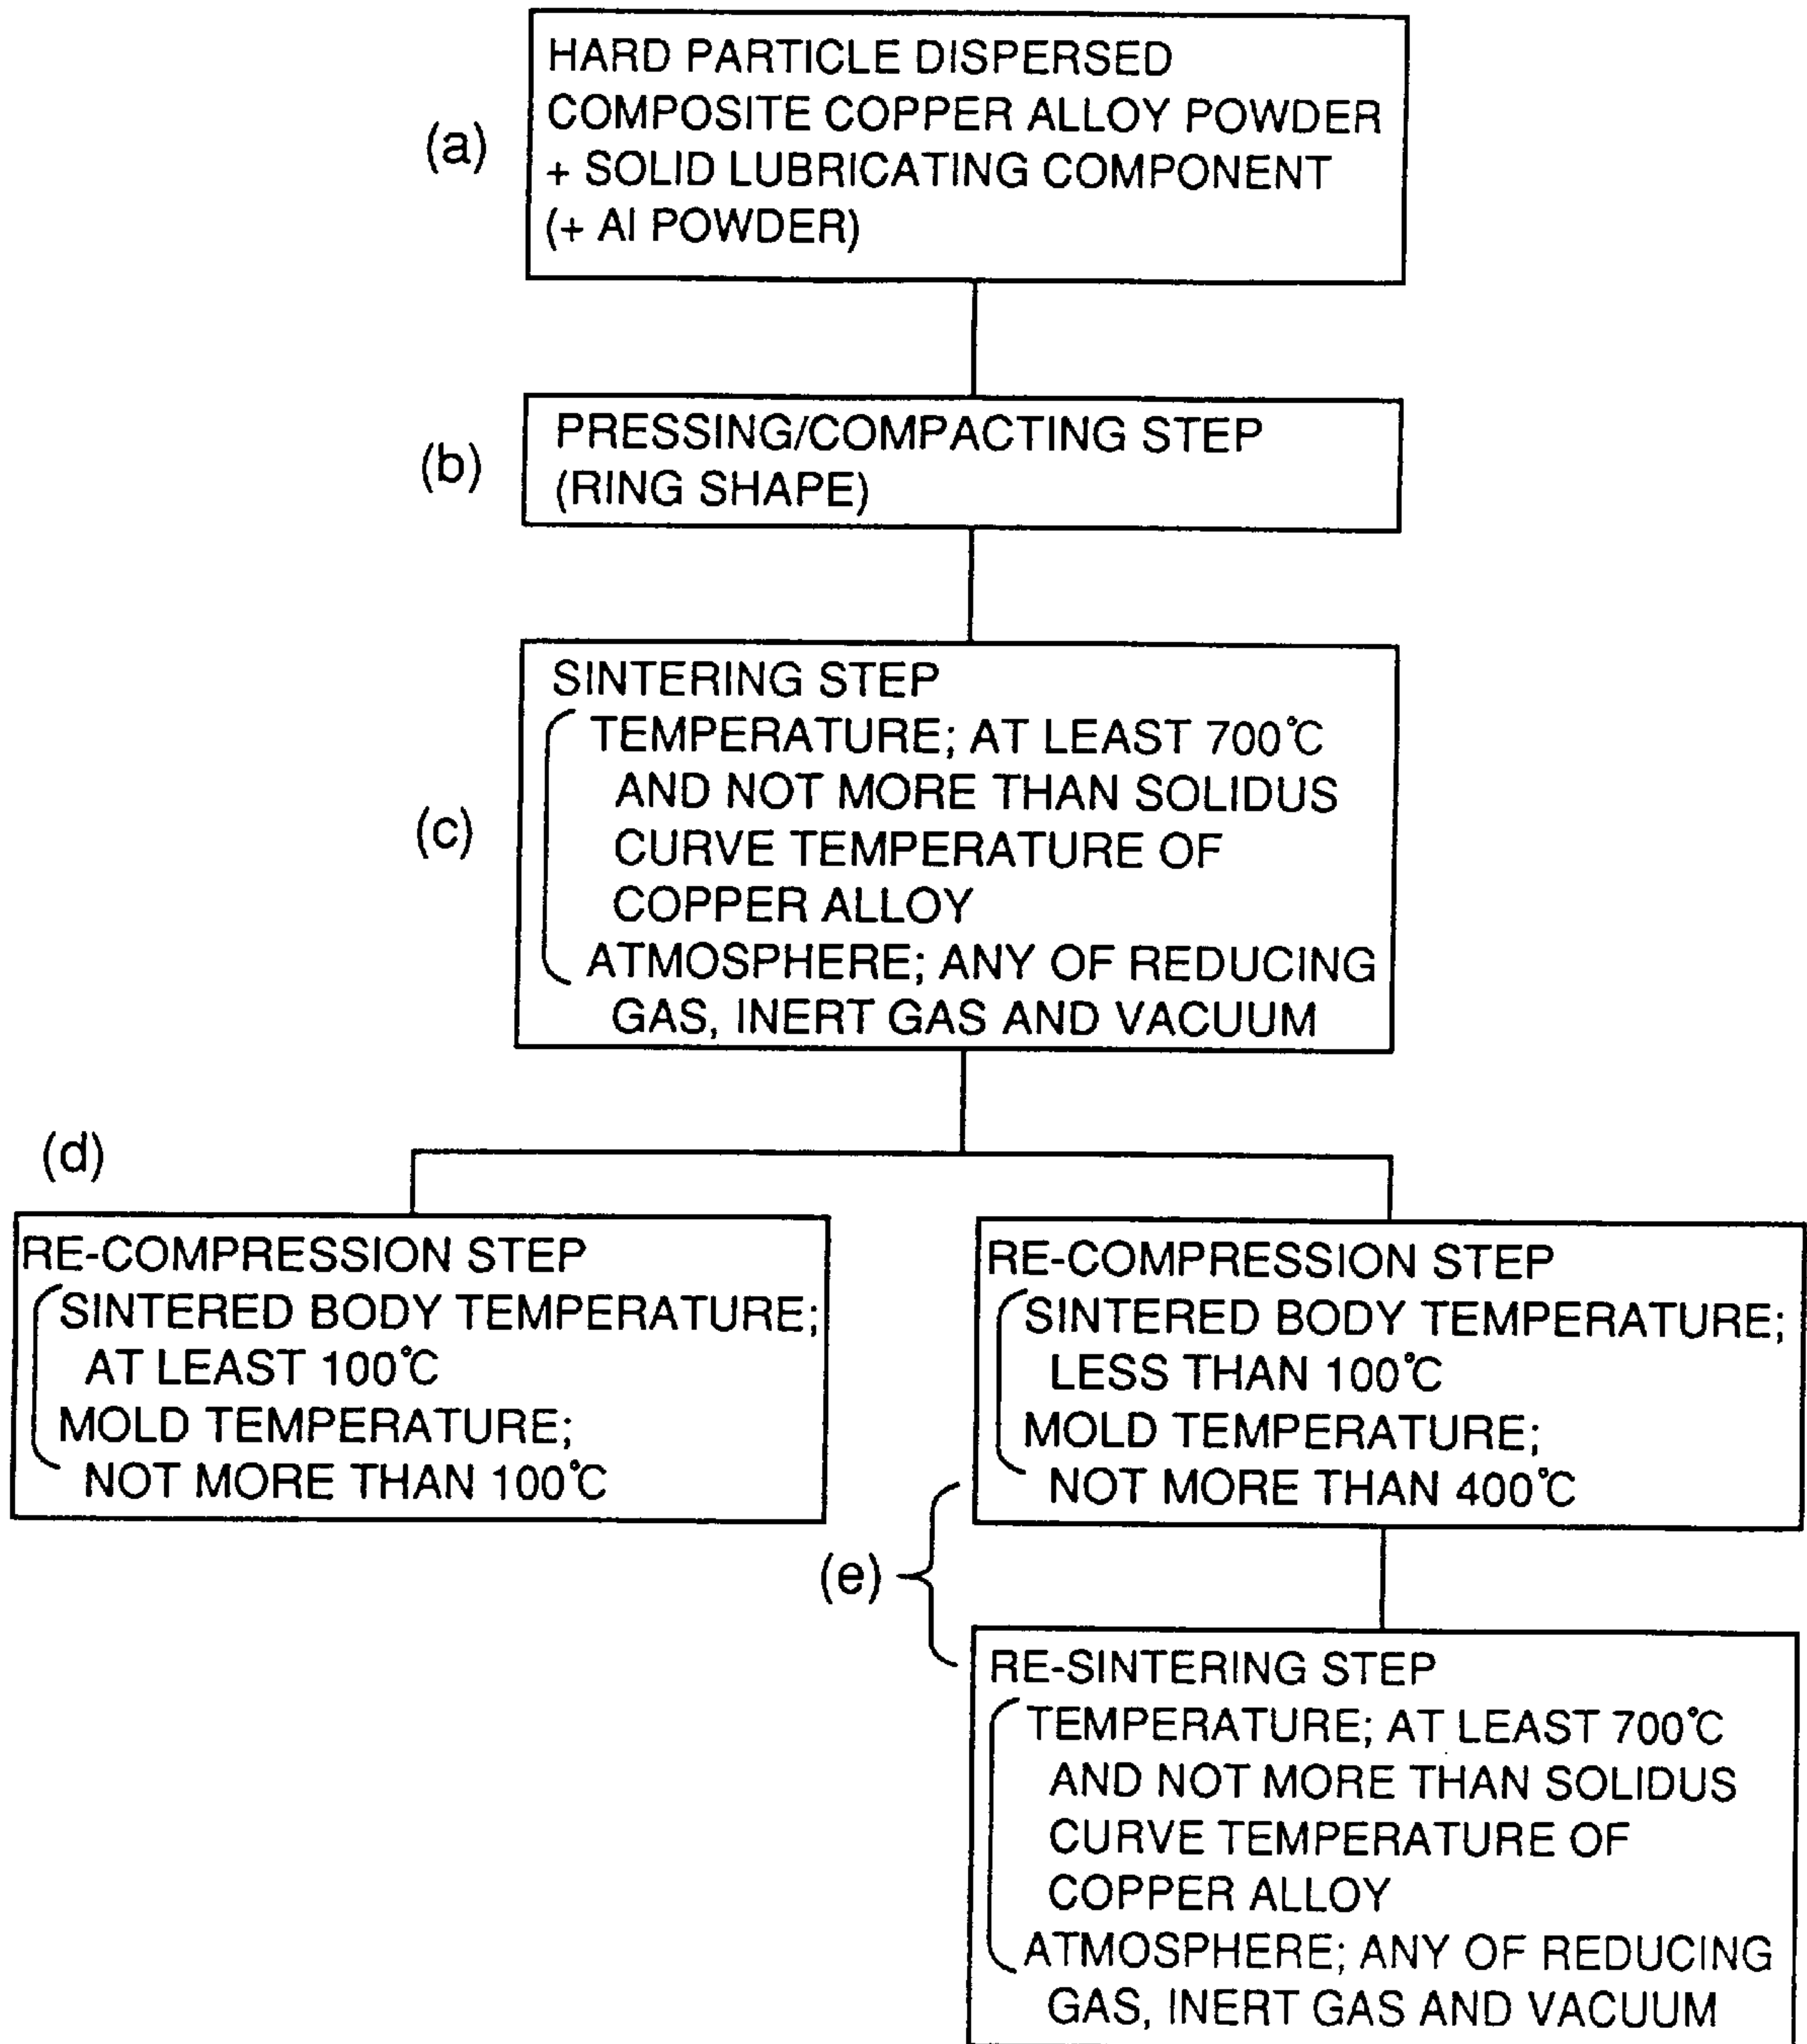 HARD PARTICLE DISPERSED
COMPOSITE COPPER ALLOY POWDER
+ SOLID LUBRICATING COMPONENT
(+ Al POWDER)
(a)
PRESSING/COMPACTING STEP
(RING SHAPE)
(b)
SINTERING STEP
TEMPERATURE; AT LEAST 700℃
AND NOT MORE THAN SOLIDUS
CURVE TEMPERATURE OF
COPPER ALLOY
ATMOSPHERE; ANY OF REDUCING
GAS, INERT GAS AND VACUUM
(c)
(d)
RE-COMPRESSION STEP
SINTERED BODY TEMPERATURE;
AT LEAST 100℃
MOLD TEMPERATURE;
NOT MORE THAN 100℃
RE-COMPRESSION STEP
SINTERED BODY TEMPERATURE;
LESS THAN 100℃
MOLD TEMPERATURE;
NOT MORE THAN 400℃
(e)
RE-SINTERING STEP
TEMPERATURE; AT LEAST 700℃
AND NOT MORE THAN SOLIDUS
CURVE TEMPERATURE OF
COPPER ALLOY
ATMOSPHERE; ANY OF REDUCING
GAS, INERT GAS AND VACUUM